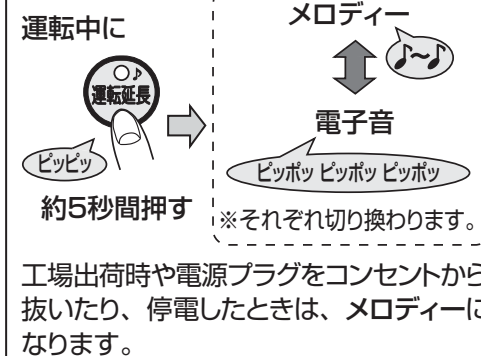 運転中に
♪
運転延長
ピッピッ
約5秒間押す
メロディー
♪〜♪
電子音
ピッポッ ピッポッ ピッポッ
※それぞれ切り換わります。
工場出荷時や電源プラグをコンセントから
抜いたり、停電したときは、メロディーに
なります。